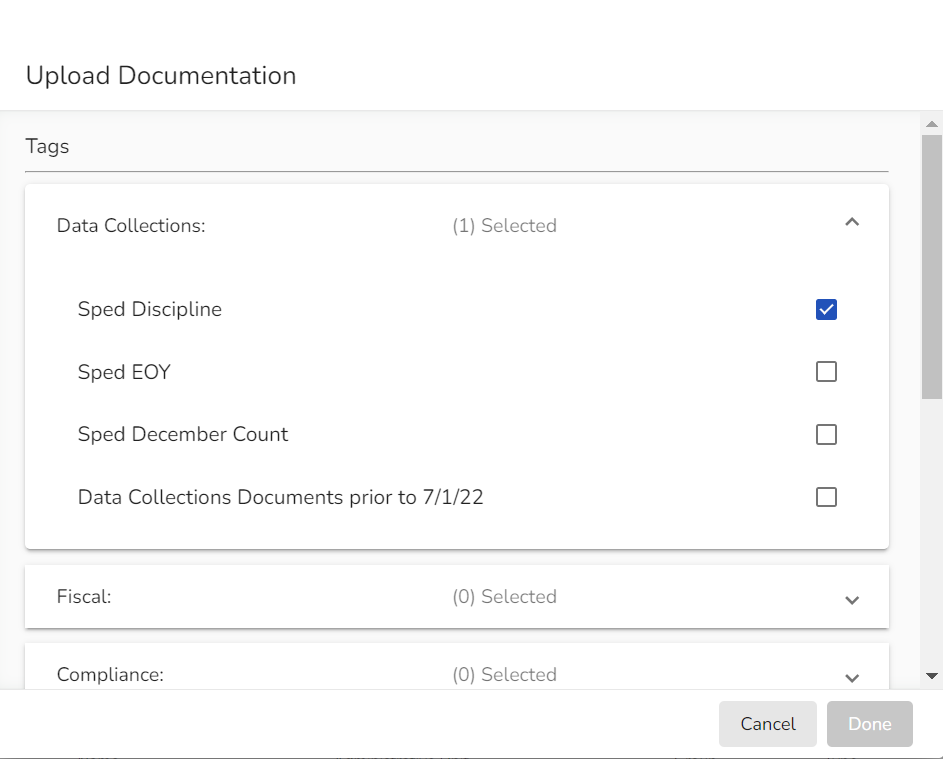 Upload Documentation
Tags
Data Collections: (1) Selected
Sped Discipline
Sped EOY
Sped December Count
Data Collections Documents prior to 7/1/22
Fiscal: (0) Selected
Compliance: (0) Selected
Cancel Done